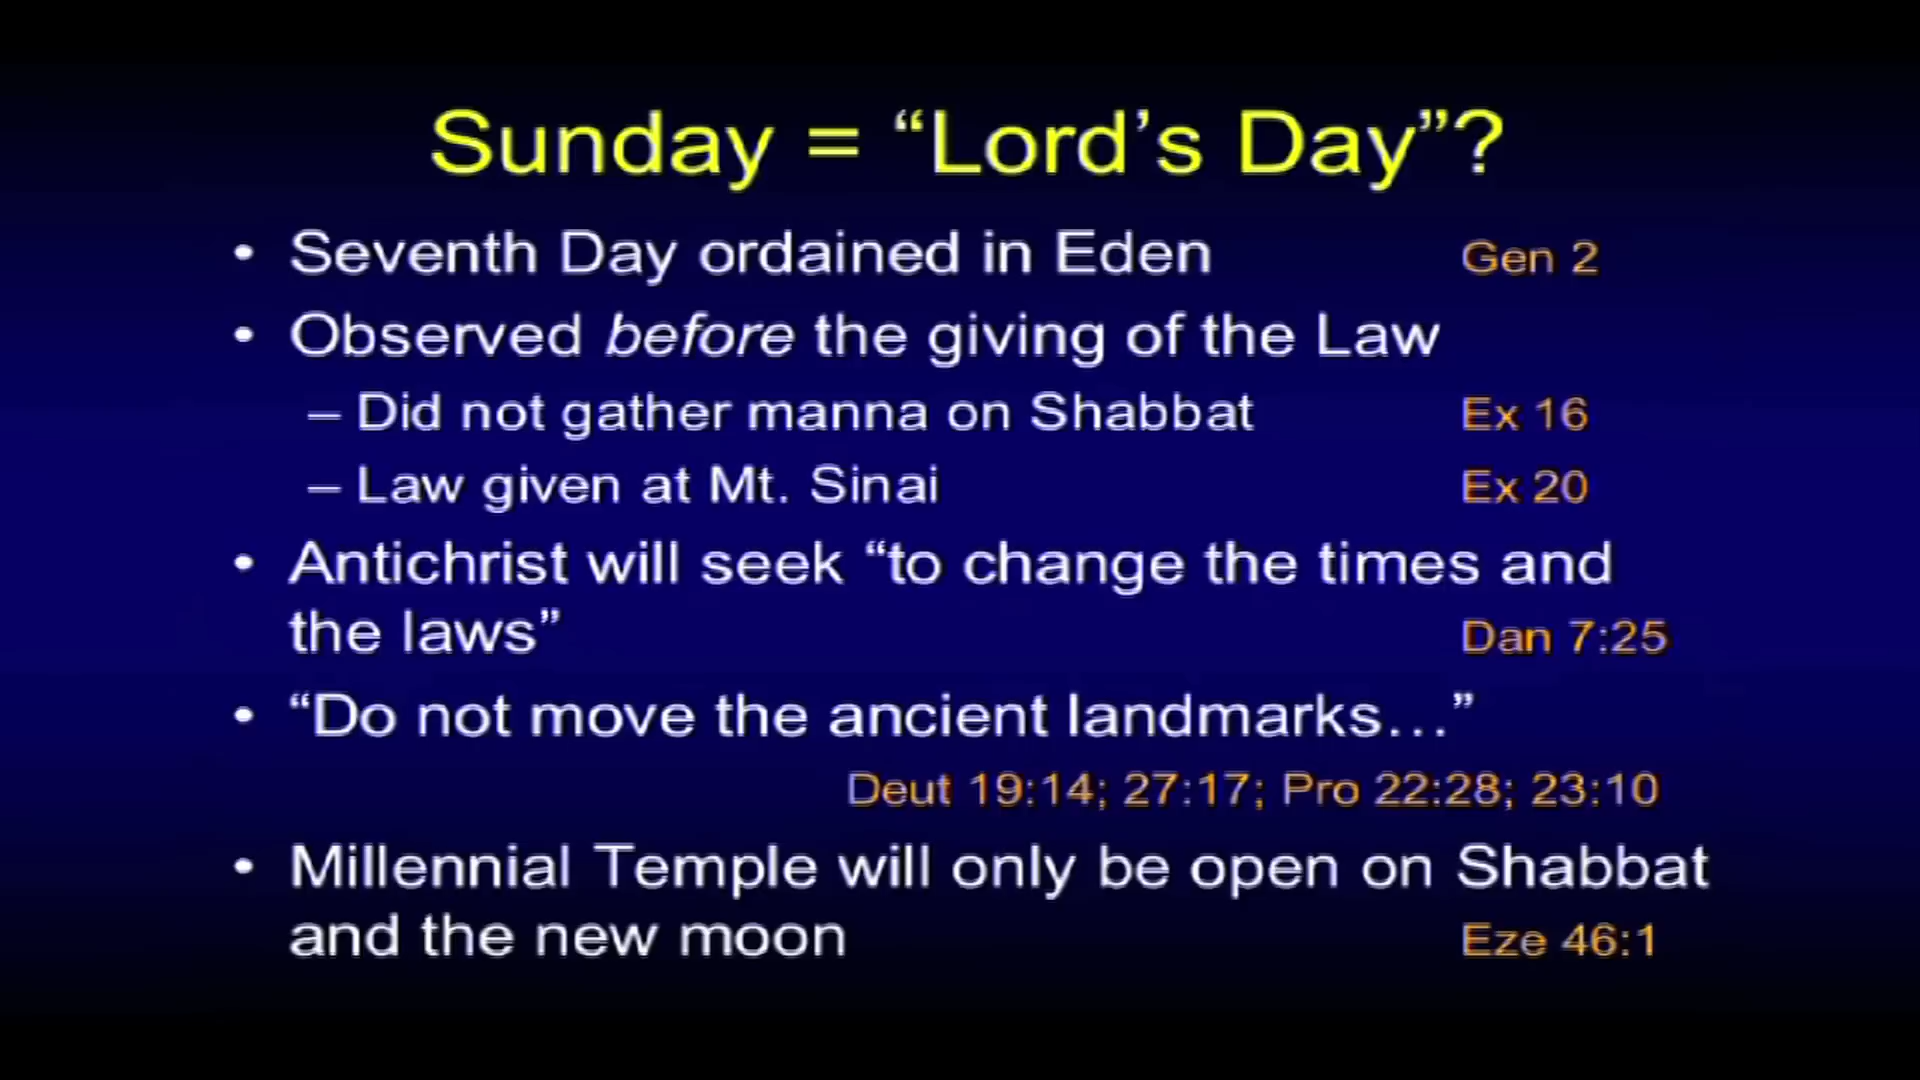 Sunday = “Lord’s Day”?
• Seventh Day ordained in Eden Gen 2
• Observed before the giving of the Law
– Did not gather manna on Shabbat Ex 16
– Law given at Mt. Sinai Ex 20
• Antichrist will seek “to change the times and
the laws” Dan 7:25
• “Do not move the ancient landmarks…”
Deut 19:14; 27:17; Pro 22:28; 23:10
• Millennial Temple will only be open on Shabbat
and the new moon Eze 46:1